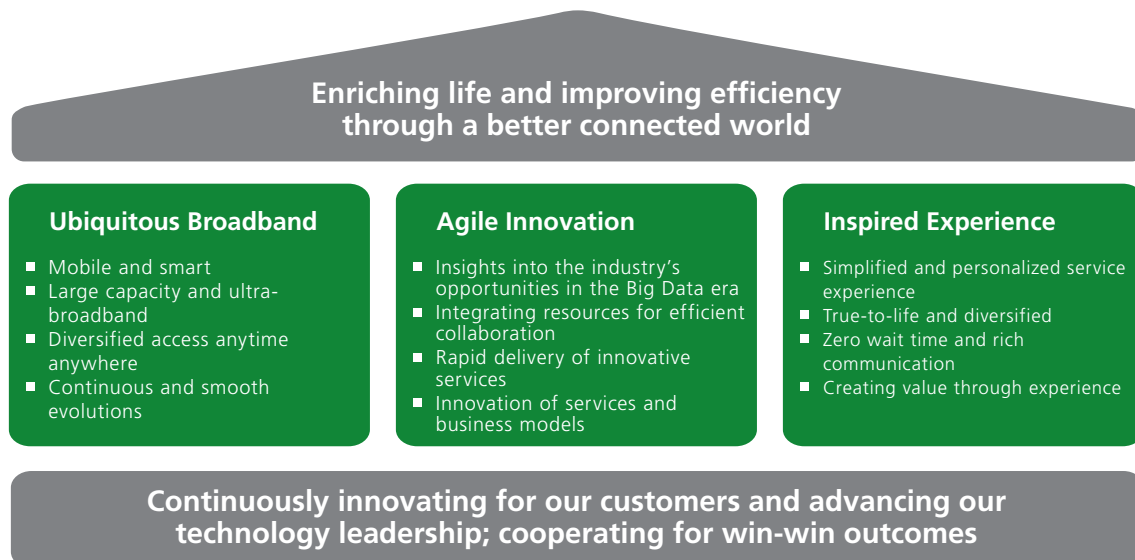 Enriching life and improving efficiency
through a better connected world
Ubiquitous Broadband
Mobile and smart
Large capacity and ultra-
broadband
Diversified access anytime
anywhere
Continuous and smooth
evolutions
Agile Innovation
Insights into the industry's
opportunities in the Big Data era
Integrating resources for efficient
collaboration
Rapid delivery of innovative
services
Innovation of services and
business models
Inspired Experience
Simplified and personalized service
experience
True-to-life and diversified
Zero wait time and rich
communication
Creating value through experience
Continuously innovating for our customers and advancing our
technology leadership; cooperating for win-win outcomes